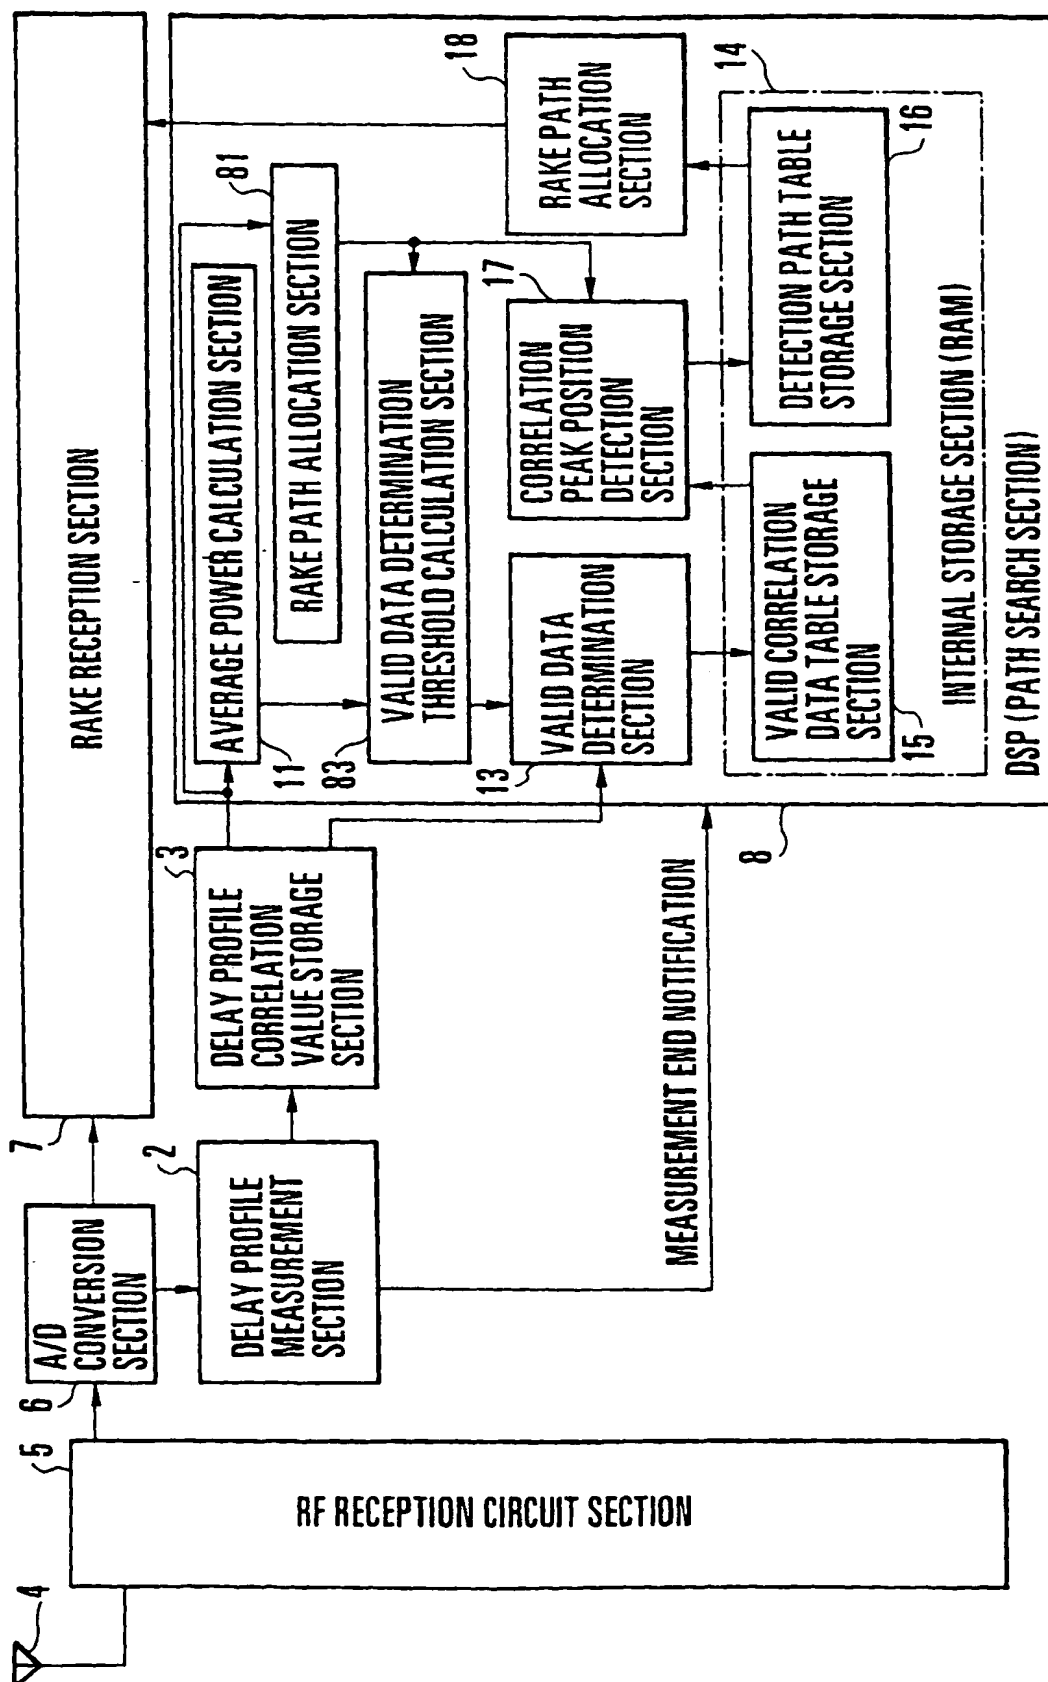 4
5
RF RECEPTION CIRCUIT SECTION
6
A/D
CONVERSION
SECTION
7
RAKE RECEPTION SECTION
2
DELAY PROFILE
MEASUREMENT
SECTION
3
DELAY PROFILE
CORRELATION
VALUE STORAGE
SECTION
MEASUREMENT END NOTIFICATION
8
AVERAGE POWER CALCULATION SECTION
11
81
RAKE PATH ALLOCATION SECTION
83
VALID DATA DETERMINATION
THRESHOLD CALCULATION SECTION
13
VALID DATA
DETERMINATION
SECTION
17
CORRELATION
PEAK POSITION
DETECTION
SECTION
18
RAKE PATH
ALLOCATION
SECTION
14
15
VALID CORRELATION
DATA TABLE STORAGE
SECTION
16
DETECTION PATH TABLE
STORAGE SECTION
INTERNAL STORAGE SECTION (RAM)
DSP (PATH SEARCH SECTION)